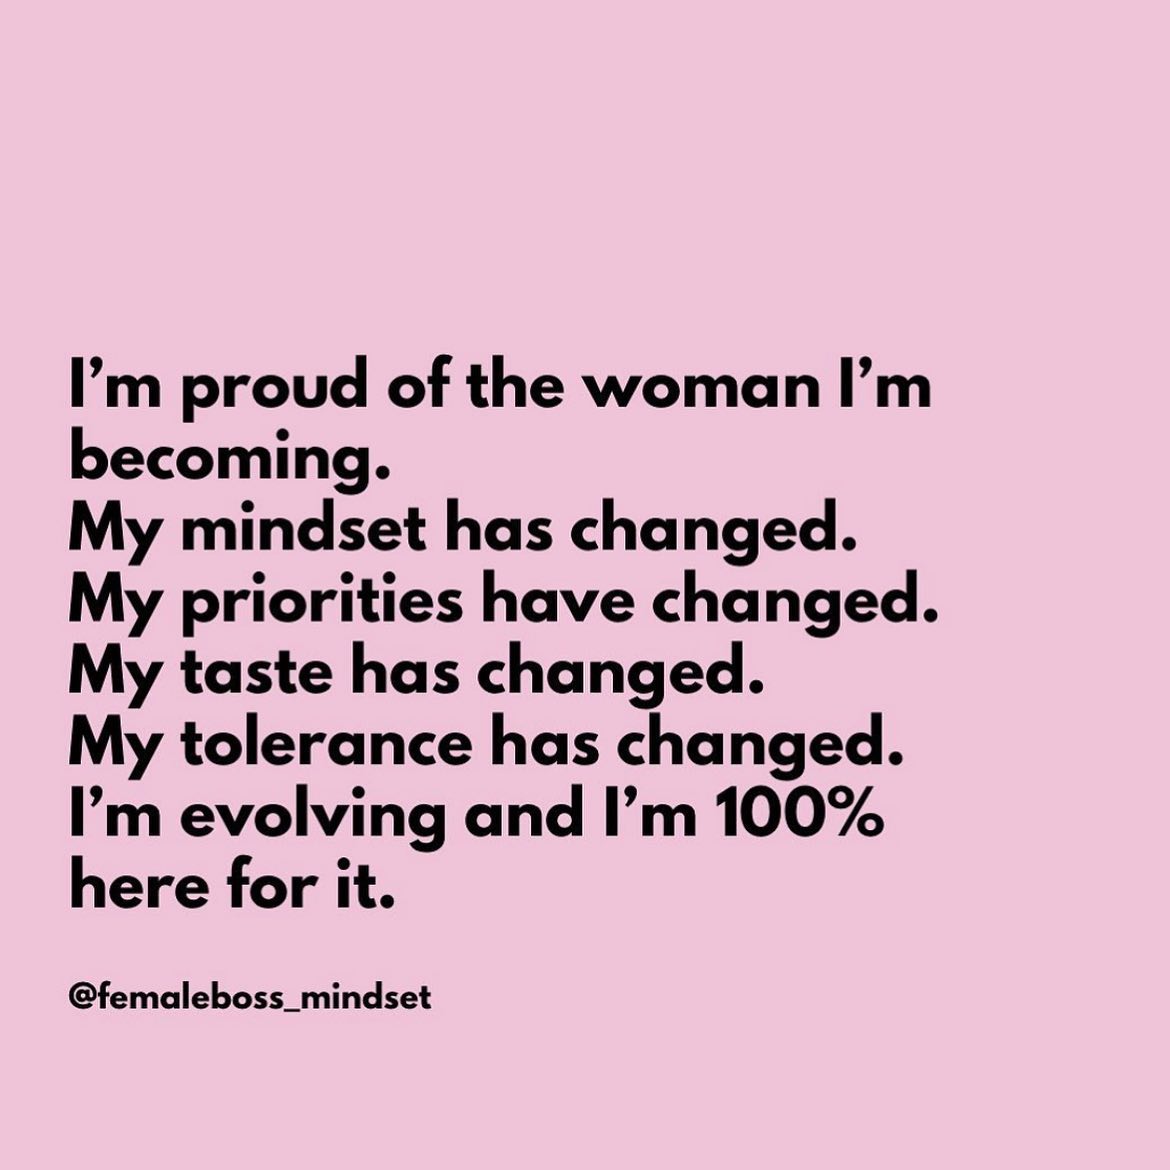 I’m proud of the woman I’m
becoming.
My mindset has changed.
My priorities have changed.
My taste has changed.
My tolerance has changed.
I’m evolving and I’m 100%
here for it.
@femaleboss_mindset